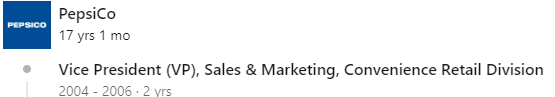 PEPSICO
PepsiCo
17 yrs 1 mo
Vice President (VP), Sales & Marketing, Convenience Retail Division
2004 - 2006 · 2 yrs